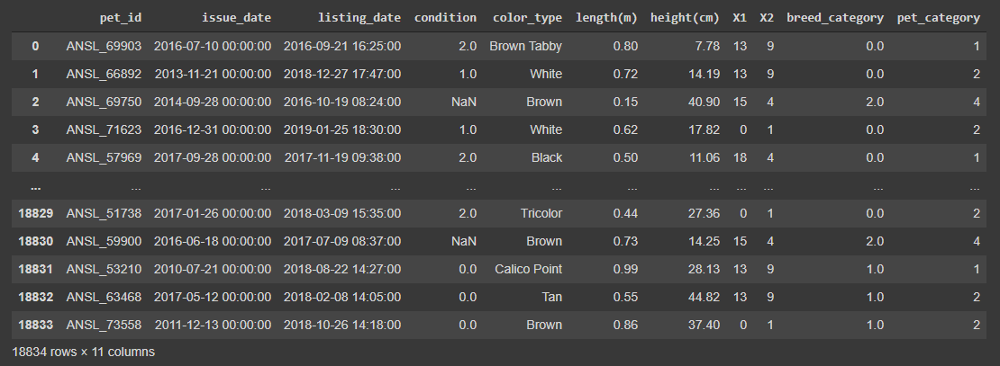 pet_id issue_date listing_date condition color_type length(m) height(cm) X1 X2 breed_category pet_category
0 ANSL_69903 2016-07-10 00:00:00 2016-09-21 16:25:00 2.0 Brown Tabby 0.80 7.78 13 9 0.0 1
1 ANSL_66892 2013-11-21 00:00:00 2018-12-27 17:47:00 1.0 White 0.72 14.19 13 9 0.0 2
2 ANSL_69750 2014-09-28 00:00:00 2016-10-19 08:24:00 NaN Brown 0.15 40.90 15 4 2.0 4
3 ANSL_71623 2016-12-31 00:00:00 2019-01-25 18:30:00 1.0 White 0.62 17.82 0 1 0.0 2
4 ANSL_57969 2017-09-28 00:00:00 2017-11-19 09:38:00 2.0 Black 0.50 11.06 18 4 0.0 1
... ... ... ... ... ... ... ... ... ... ... ...
18829 ANSL_51738 2017-01-26 00:00:00 2018-03-09 15:35:00 2.0 Tricolor 0.44 27.36 0 1 0.0 2
18830 ANSL_59900 2016-06-18 00:00:00 2017-07-09 08:37:00 NaN Brown 0.73 14.25 15 4 2.0 4
18831 ANSL_53210 2010-07-21 00:00:00 2018-08-22 14:27:00 0.0 Calico Point 0.99 28.13 13 9 1.0 1
18832 ANSL_63468 2017-05-12 00:00:00 2018-02-08 14:05:00 0.0 Tan 0.55 44.82 13 9 1.0 2
18833 ANSL_73558 2011-12-13 00:00:00 2018-10-26 14:18:00 0.0 Brown 0.86 37.40 0 1 1.0 2
18834 rows × 11 columns